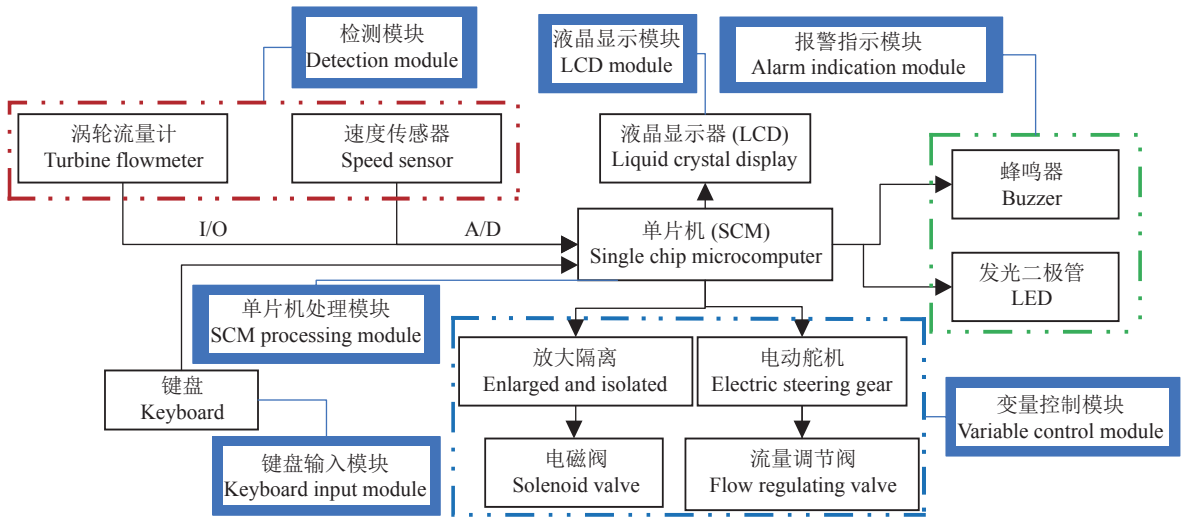 检测模块
Detection module
液晶显示模块
LCD module
报警指示模块
Alarm indication module
涡轮流量计
Turbine flowmeter
速度传感器
Speed sensor
液晶显示器 (LCD)
Liquid crystal display
蜂鸣器
Buzzer
I/O
A/D
单片机 (SCM)
Single chip microcomputer
发光二极管
LED
单片机处理模块
SCM processing module
放大隔离
Enlarged and isolated
电动舵机
Electric steering gear
键盘
Keyboard
变量控制模块
Variable control module
键盘输入模块
Keyboard input module
电磁阀
Solenoid valve
流量调节阀
Flow regulating valve